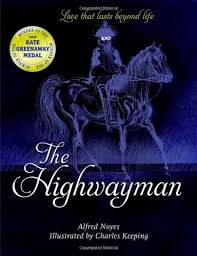 Love that lasts beyond life
WINNER OF THE
KATE
GREENAWAY
MEDAL
The
Highwayman
Alfred Noyes
Illustrated by Charles Keeping